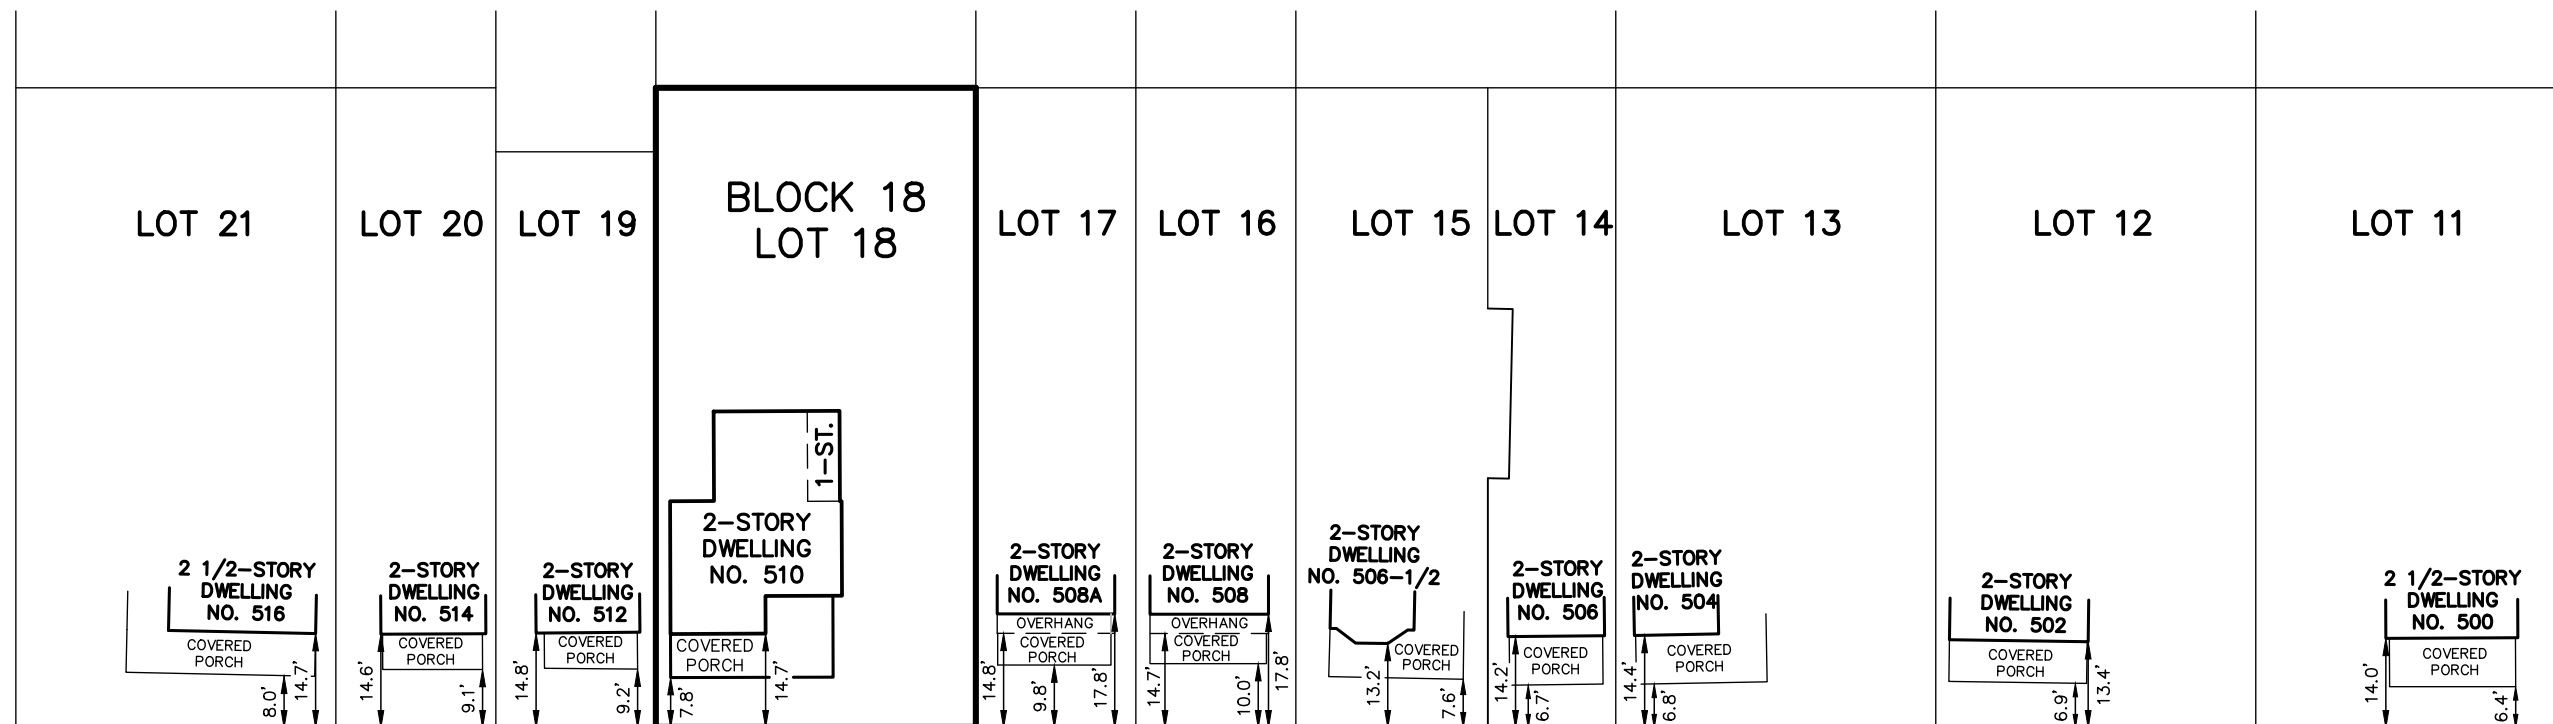 LOT 21
LOT 20
LOT 19
BLOCK 18
LOT 18
LOT 17
LOT 16
LOT 15
LOT 14
LOT 13
LOT 12
LOT 11
2 1/2-STORY
DWELLING
NO. 516
COVERED
PORCH
8.0'
14.7'
2-STORY
DWELLING
NO. 514
COVERED
PORCH
14.6'
9.1'
2-STORY
DWELLING
NO. 512
COVERED
PORCH
14.8'
9.2'
1-ST.
2-STORY
DWELLING
NO. 510
COVERED
PORCH
7.8'
14.7'
2-STORY
DWELLING
NO. 508A
OVERHANG
COVERED
PORCH
14.8'
9.8'
17.8'
2-STORY
DWELLING
NO. 508
OVERHANG
COVERED
PORCH
14.7'
10.0'
17.8'
2-STORY
DWELLING
NO. 506-1/2
COVERED
PORCH
13.2'
7.6'
2-STORY
DWELLING
NO. 506
COVERED
PORCH
14.2'
6.7'
2-STORY
DWELLING
NO. 504
COVERED
PORCH
14.4'
6.8'
2-STORY
DWELLING
NO. 502
COVERED
PORCH
6.9'
13.4'
2 1/2-STORY
DWELLING
NO. 500
COVERED
PORCH
14.0'
6.4'